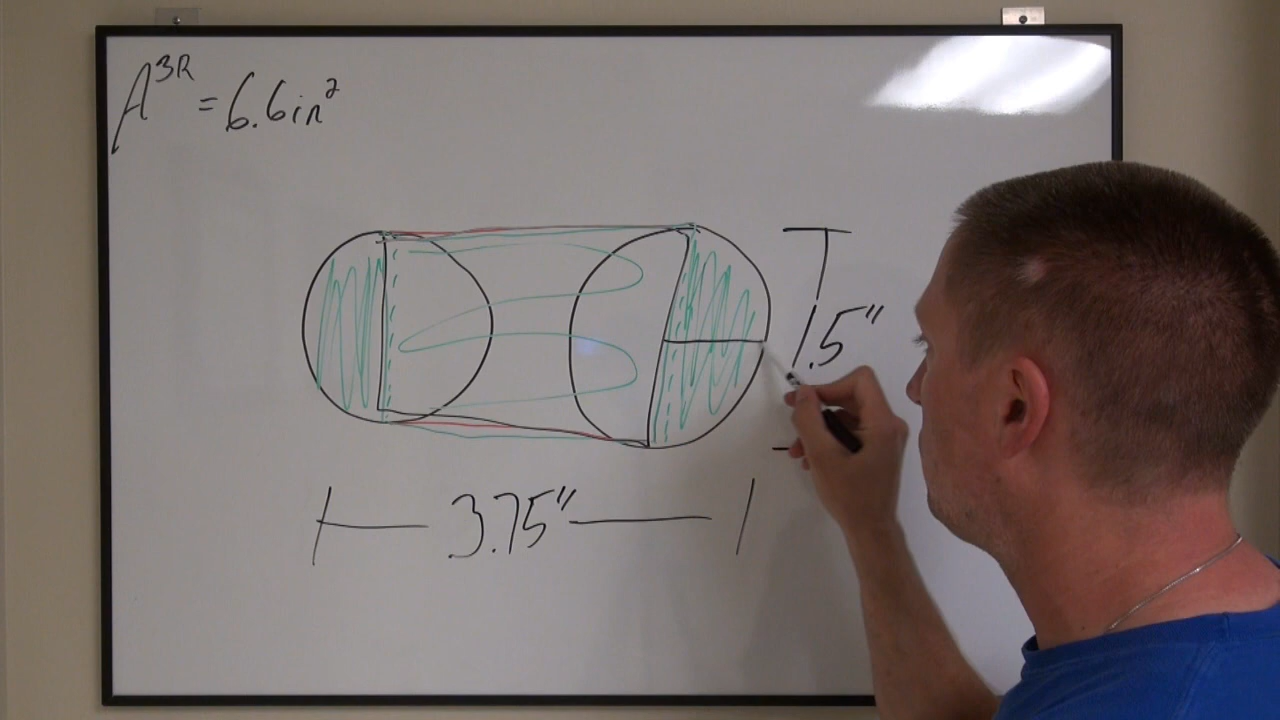 A³ᴿ = 6.6in²
1.5"
3.75"